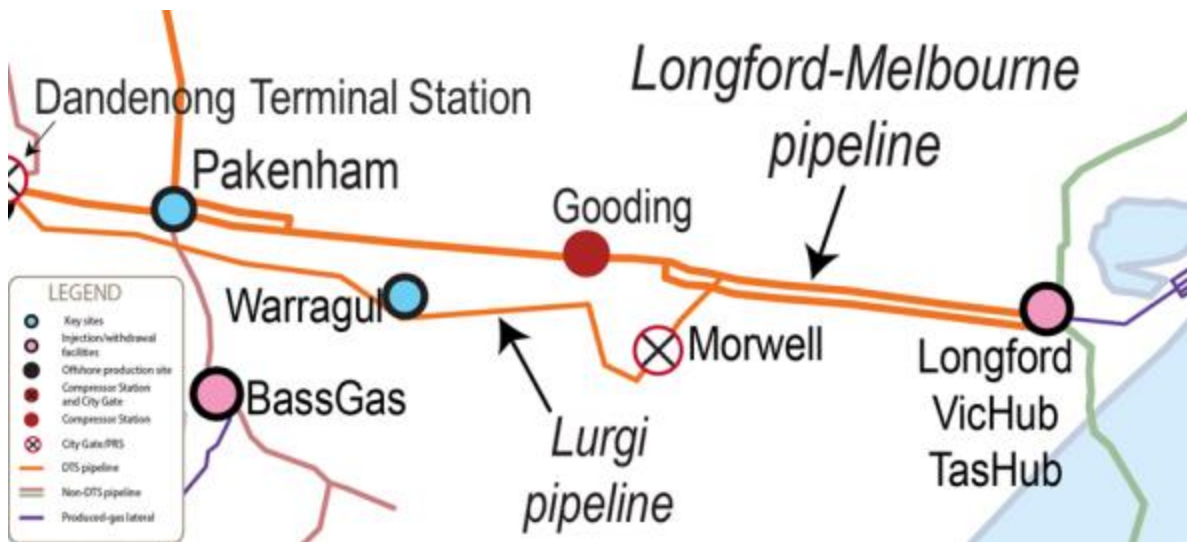 Longford-Melbourne
pipeline
Dandenong Terminal Station
Pakenham
Gooding
Warragul
Morwell
Longford
VicHub
TasHub
BassGas
Lurgi
pipeline
LEGEND
Key sites
Injection/withdrawal
facilities
Offshore production site
Compressor Station
and City Gate
Compressor Station
City Gate/PRS
DTS pipeline
Non-DTS pipeline
Produced-gas lateral